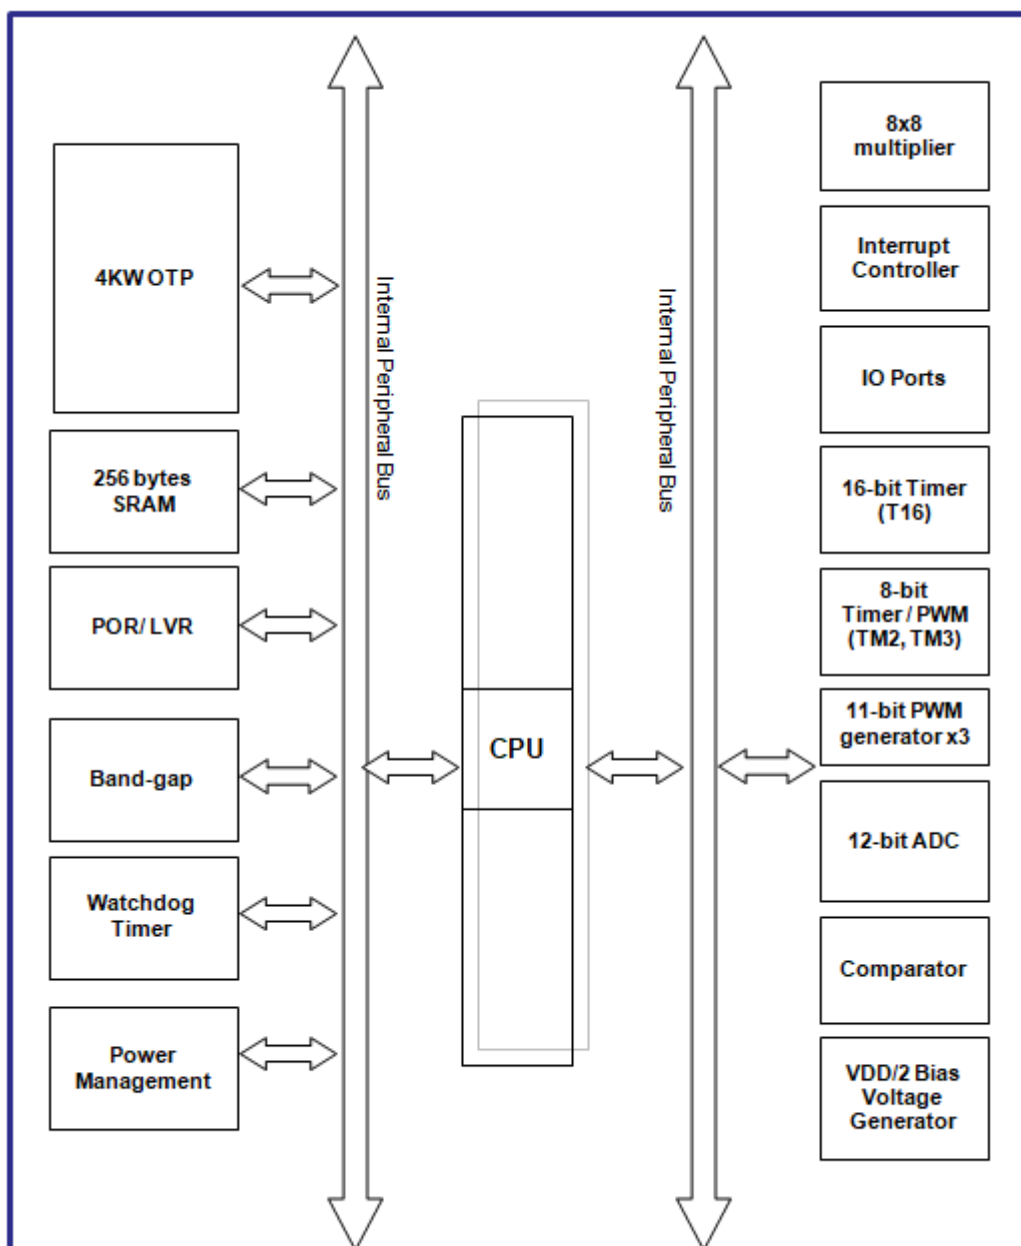 4KW OTP
256 bytes
SRAM
POR/ LVR
Band-gap
Watchdog
Timer
Power
Management
Internal Peripheral Bus
CPU
Internal Peripheral Bus
8x8
multiplier
Interrupt
Controller
IO Ports
16-bit Timer
(T16)
8-bit
Timer / PWM
(TM2, TM3)
11-bit PWM
generator x3
12-bit ADC
Comparator
VDD/2 Bias
Voltage
Generator